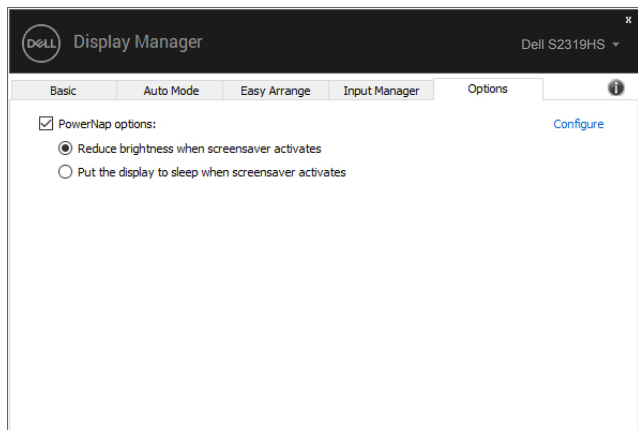 x
DELL Display Manager Dell S2319HS
Basic Auto Mode Easy Arrange Input Manager Options i
PowerNap options: Configure
Reduce brightness when screensaver activates
Put the display to sleep when screensaver activates